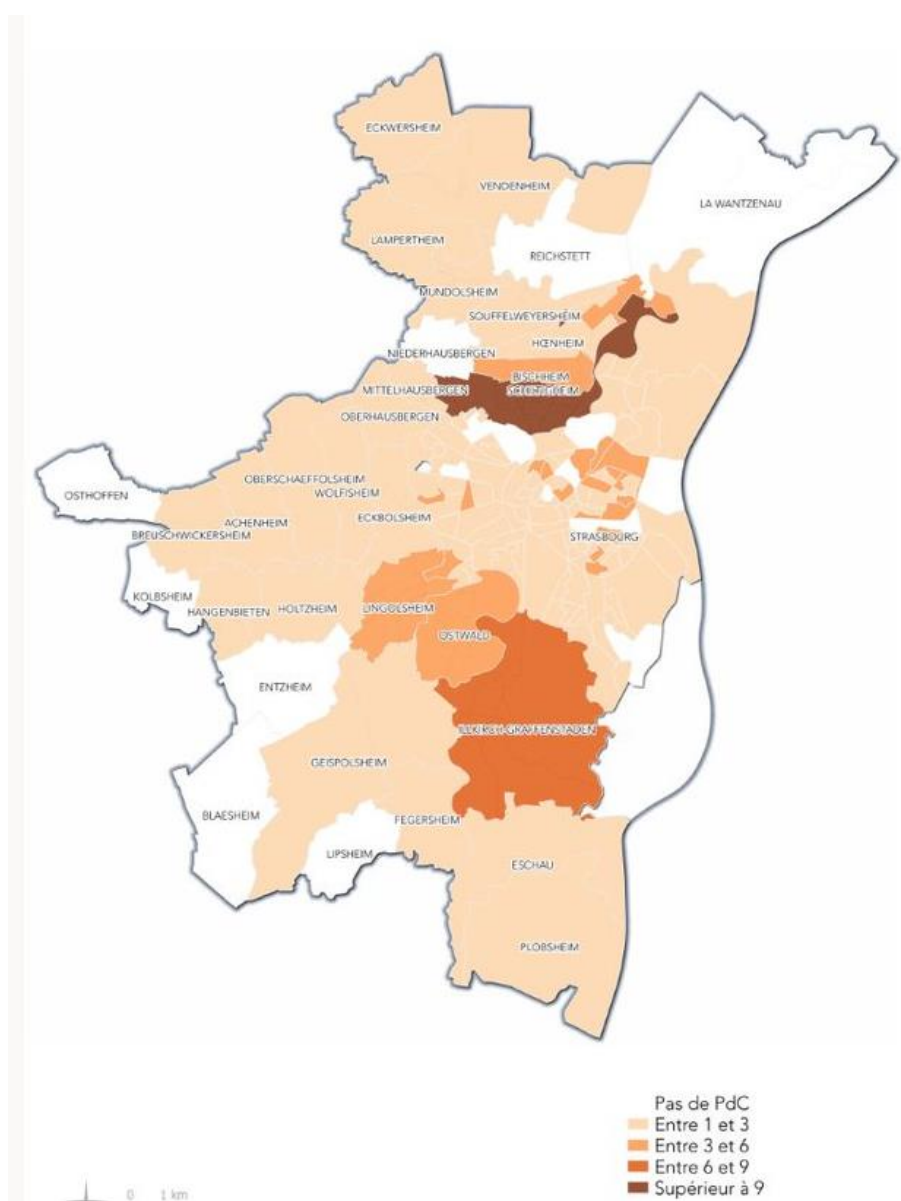 ECKWERSHEIM
VENDENHEIM
LA WANTZENAU
LAMPERTHEIM
REICHSTETT
MUNDOLSHEIM
SOUFFELWEYERSHEIM
HŒNHEIM
NIEDERHAUSBERGEN
BISCHHEIM
MITTELHAUSBERGEN
SCHILTIGHEIM
OBERHAUSBERGEN
OBERSCHAEFFOLSHEIM
WOLFISHEIM
OSTHOFFEN
ECKBOLSHEIM
ACHENHEIM
BREUSCHWICKERSHEIM
STRASBOURG
KOLBSHEIM
HANGENBIETEN
HOLTZHEIM
LINGOLSHEIM
OSTWALD
ENTZHEIM
ILLKIRCH-GRAFFENSTADEN
GEISPOLSHEIM
BLAESHEIM
FEGERSHEIM
LIPSHEIM
ESCHAU
PLOBSHEIM
Pas de PdC
Entre 1 et 3
Entre 3 et 6
Entre 6 et 9
Supérieur à 9
0 1 km